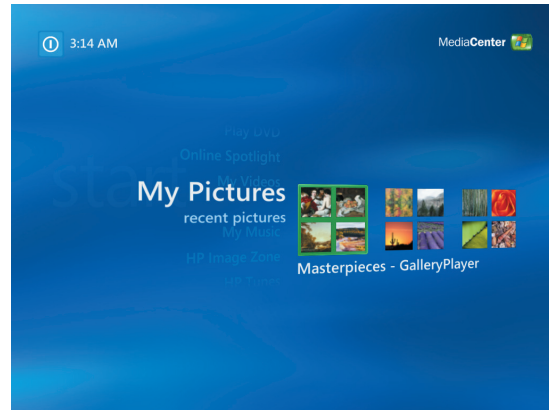 3:14 AM
MediaCenter
start
Play DVD
Online Spotlight
My Videos
My Pictures
recent pictures
My Music
HP Image Zone
HP Tunes
Masterpieces - GalleryPlayer